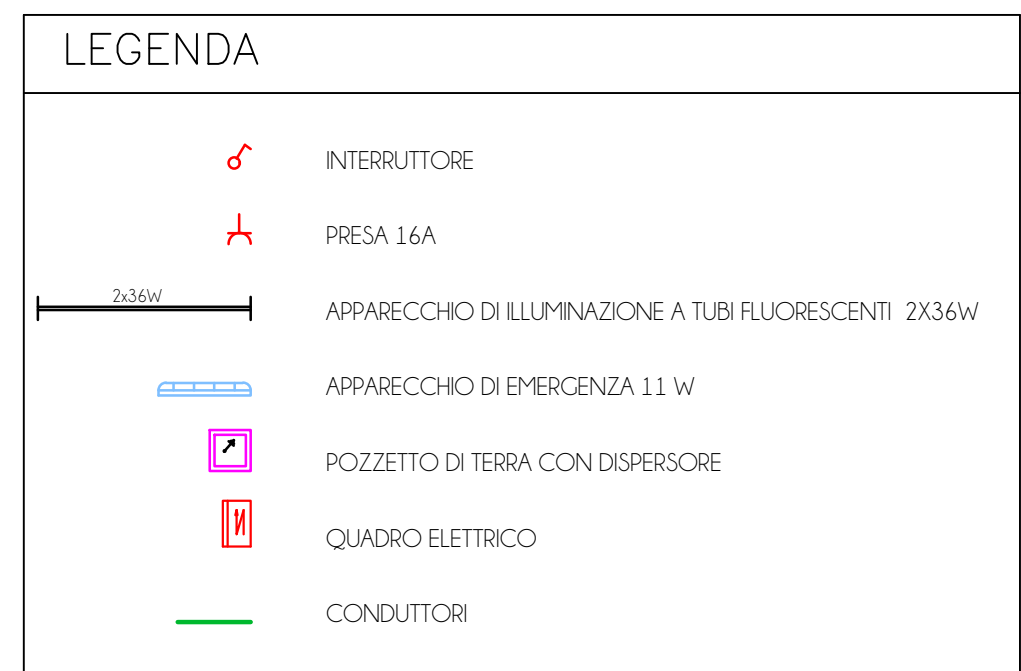 LEGENDA
INTERRUTTORE
PRESA 16A
2x36W
APPARECCHIO DI ILLUMINAZIONE A TUBI FLUORESCENTI 2X36W
APPARECCHIO DI EMERGENZA 11 W
POZZETTO DI TERRA CON DISPERSORE
QUADRO ELETTRICO
CONDUTTORI